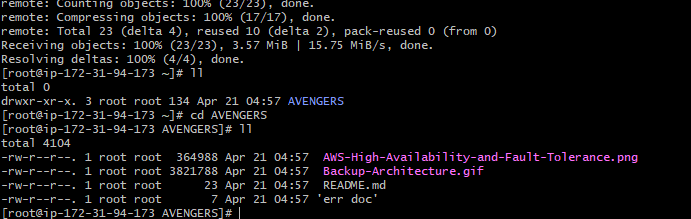 remote: Counting objects: 100% (23/23), done.
remote: Compressing objects: 100% (17/17), done.
remote: Total 23 (delta 4), reused 10 (delta 2), pack-reused 0 (from 0)
Receiving objects: 100% (23/23), 3.57 MiB | 15.75 MiB/s, done.
Resolving deltas: 100% (4/4), done.
[root@ip-172-31-94-173 ~]# ll
total 0
drwxr-xr-x. 3 root root 134 Apr 21 04:57 AVENGERS
[root@ip-172-31-94-173 ~]# cd AVENGERS
[root@ip-172-31-94-173 AVENGERS]# ll
total 4104
-rw-r--r--. 1 root root  364988 Apr 21 04:57  AWS-High-Availability-and-Fault-Tolerance.png
-rw-r--r--. 1 root root 3821788 Apr 21 04:57  Backup-Architecture.gif
-rw-r--r--. 1 root root      23 Apr 21 04:57  README.md
-rw-r--r--. 1 root root       7 Apr 21 04:57 'err doc'
[root@ip-172-31-94-173 AVENGERS]#